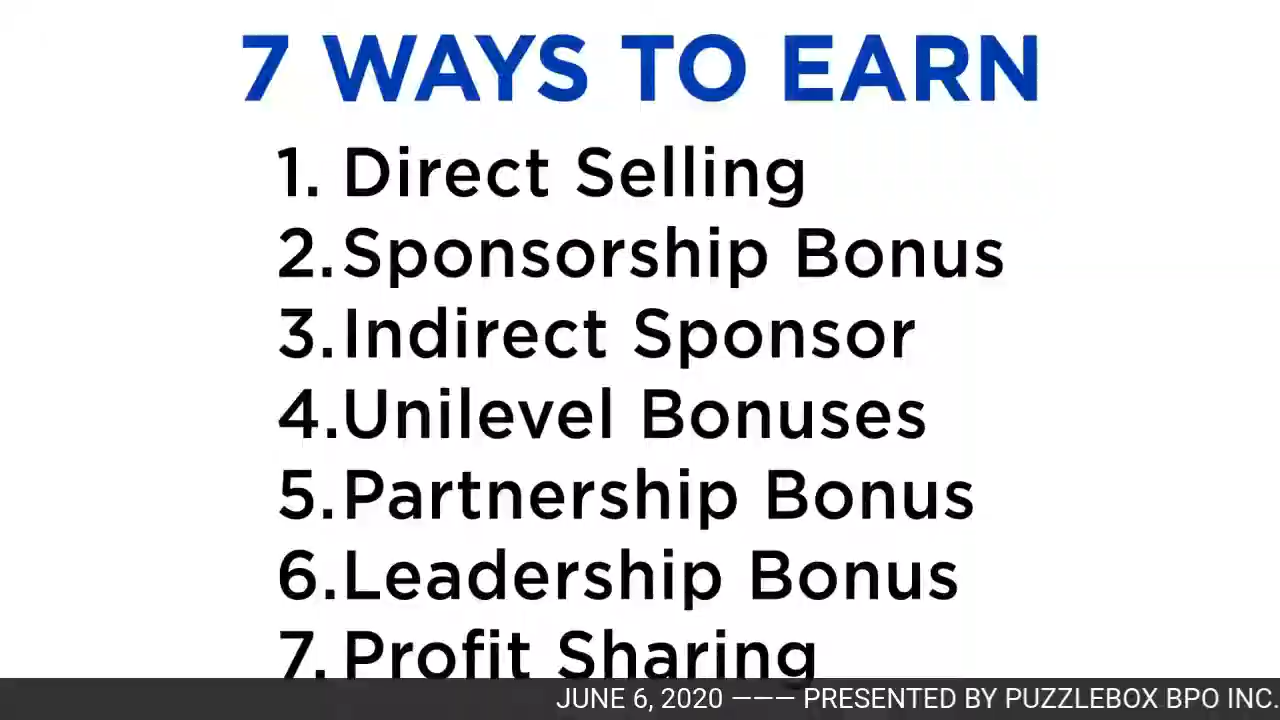 7 WAYS TO EARN
1. Direct Selling
2. Sponsorship Bonus
3. Indirect Sponsor
4. Unilevel Bonuses
5. Partnership Bonus
6. Leadership Bonus
7. Profit Sharing
JUNE 6, 2020 ——— PRESENTED BY PUZZLEBOX BPO INC.